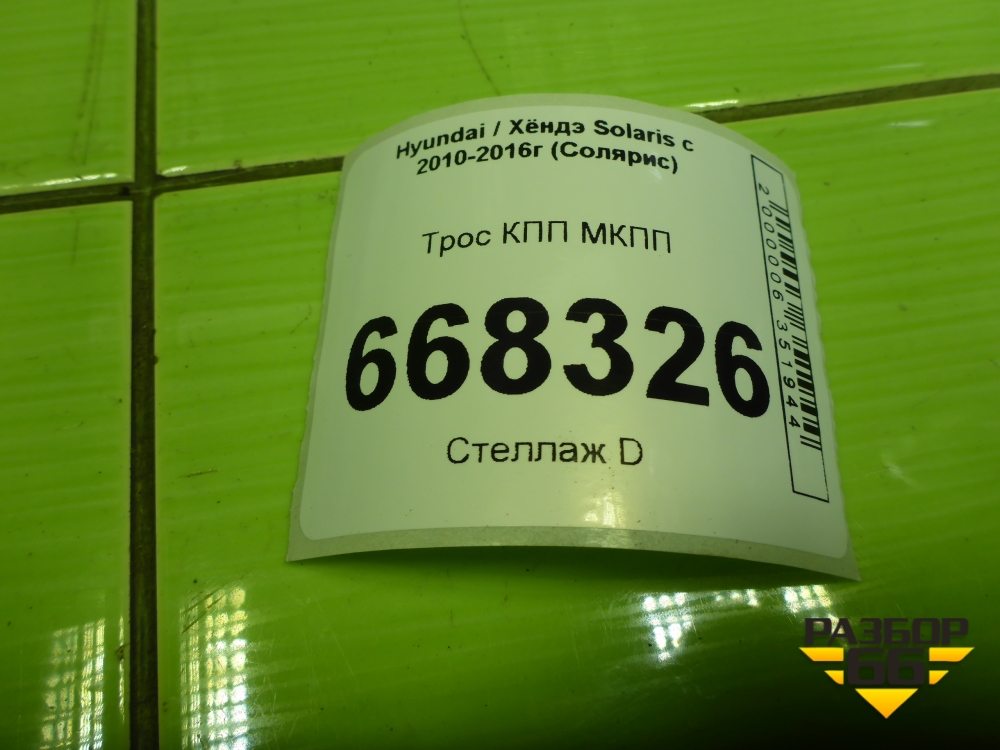 Hyundai / Хёндэ Solaris с
2010-2016г (Солярис)
Трос КПП МКПП
668326
Стеллаж D
2000006351944
РАЗБОР
66